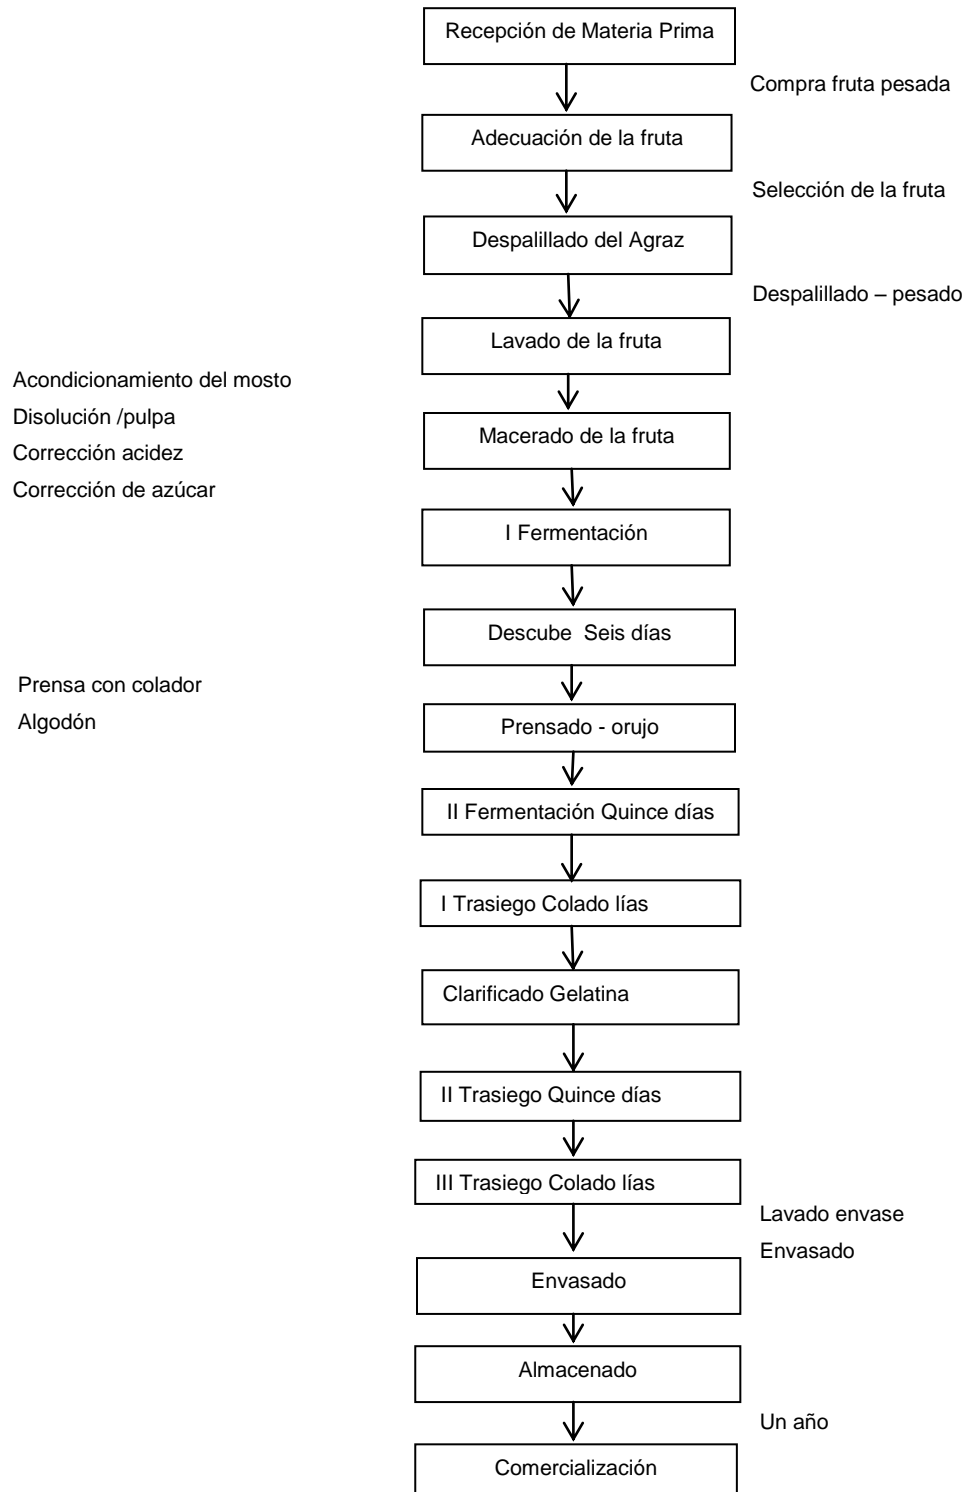 Recepción de Materia Prima
Compra fruta pesada
Adecuación de la fruta
Selección de la fruta
Despalillado del Agraz
Despalillado – pesado
Lavado de la fruta
Acondicionamiento del mosto
Disolución /pulpa
Macerado de la fruta
Corrección acidez
Corrección de azúcar
I Fermentación
Descube  Seis días
Prensa con colador
Algodón
Prensado - orujo
II Fermentación Quince días
I Trasiego Colado lías
Clarificado Gelatina
II Trasiego Quince días
III Trasiego Colado lías
Lavado envase
Envasado
Envasado
Almacenado
Un año
Comercialización